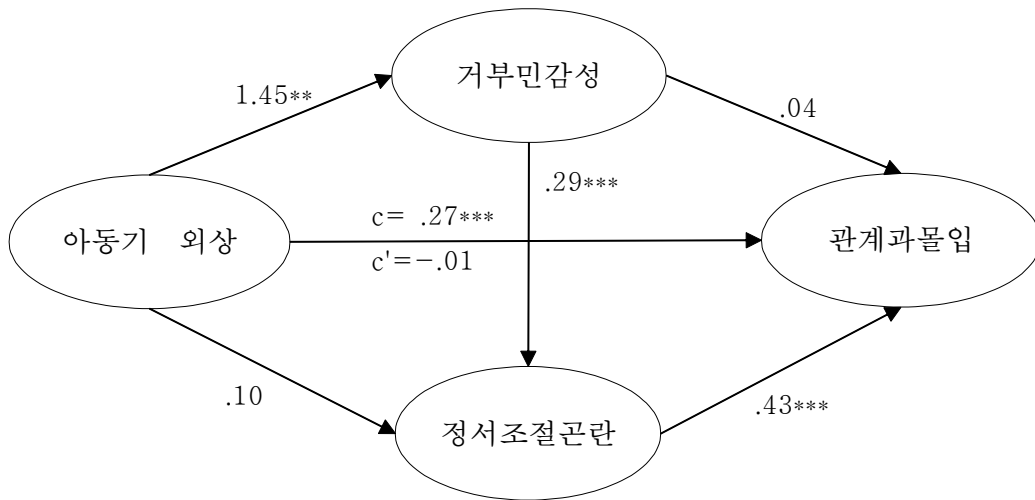 거부민감성
1.45**
.04
.29***
아동기 외상
c= .27***
c'=-.01
관계과몰입
.10
.43***
정서조절곤란